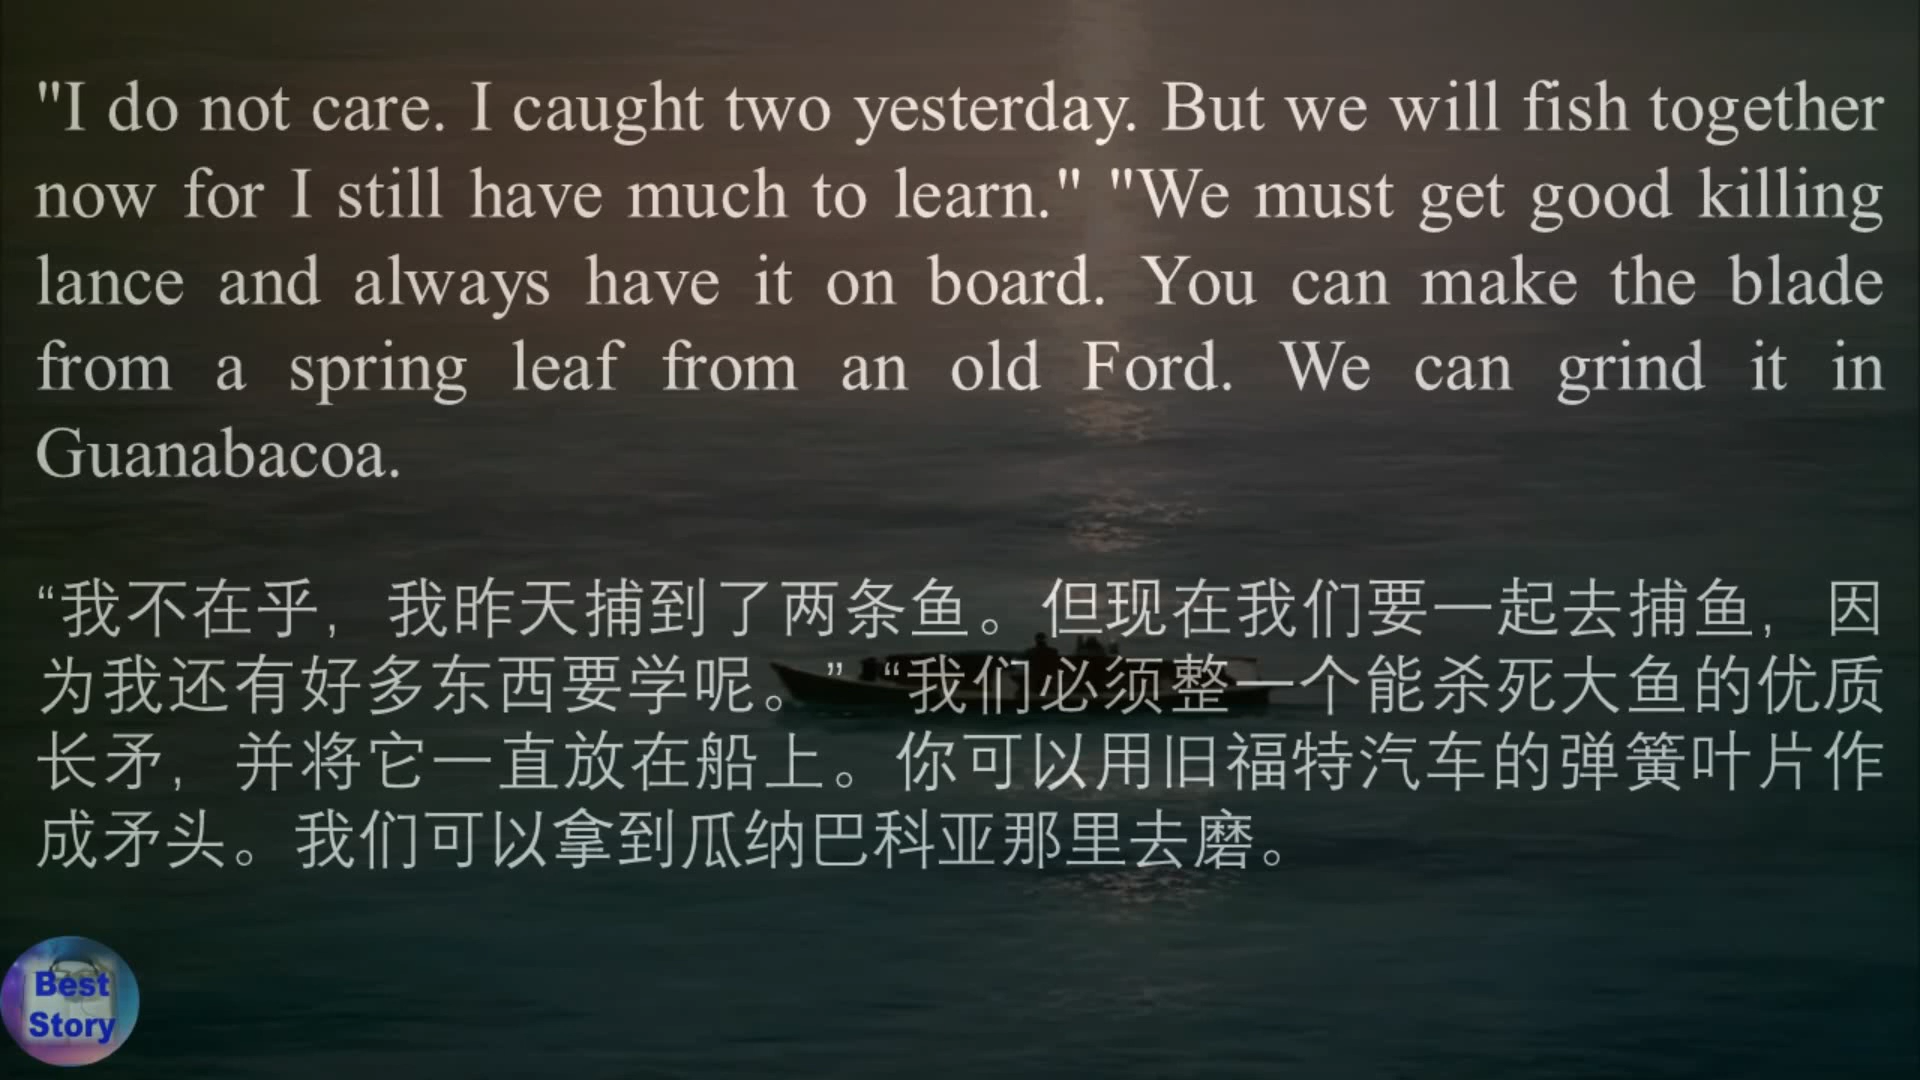 "I do not care. I caught two yesterday. But we will fish together
now for I still have much to learn." "We must get good killing
lance and always have it on board. You can make the blade
from a spring leaf from an old Ford. We can grind it in
Guanabacoa.
“我不在乎，我昨天捕到了两条鱼。但现在我们要一起去捕鱼，因
为我还有好多东西要学呢。” “我们必须整一个能杀死大鱼的优质
长矛，并将它一直放在船上。你可以用旧福特汽车的弹簧叶片作
成矛头。我们可以拿到瓜纳巴科亚那里去磨。
Best
Story